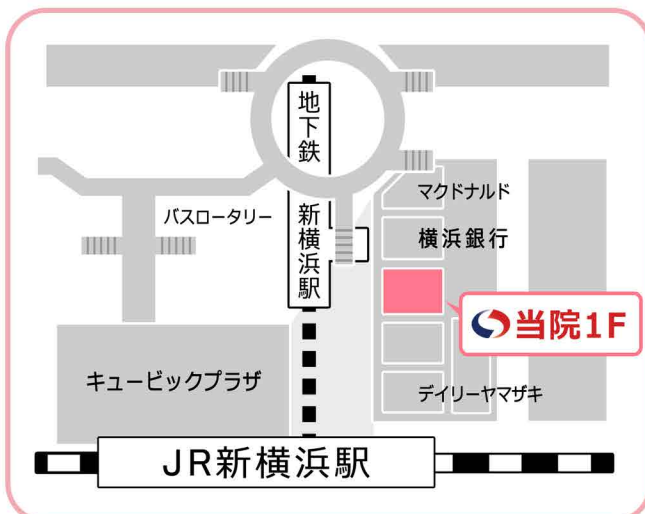 地下鉄
新横浜駅
マクドナルド
バスロータリー
横浜銀行
当院1F
キュービックプラザ
デイリーヤマザキ
JR新横浜駅